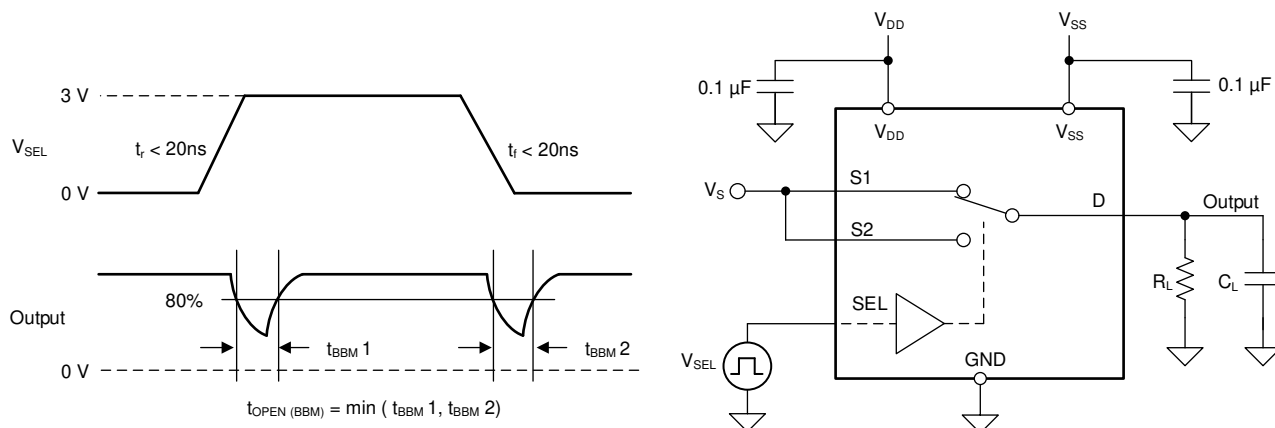 3 V
V_SEL
t_r < 20ns
t_f < 20ns
0 V
80%
Output
t_BBM 1
t_BBM 2
0 V
t_OPEN (BBM) = min ( t_BBM 1, t_BBM 2)
V_DD
V_SS
0.1 µF
0.1 µF
V_DD
V_SS
V_S
S1
D
Output
S2
R_L
C_L
SEL
V_SEL
GND